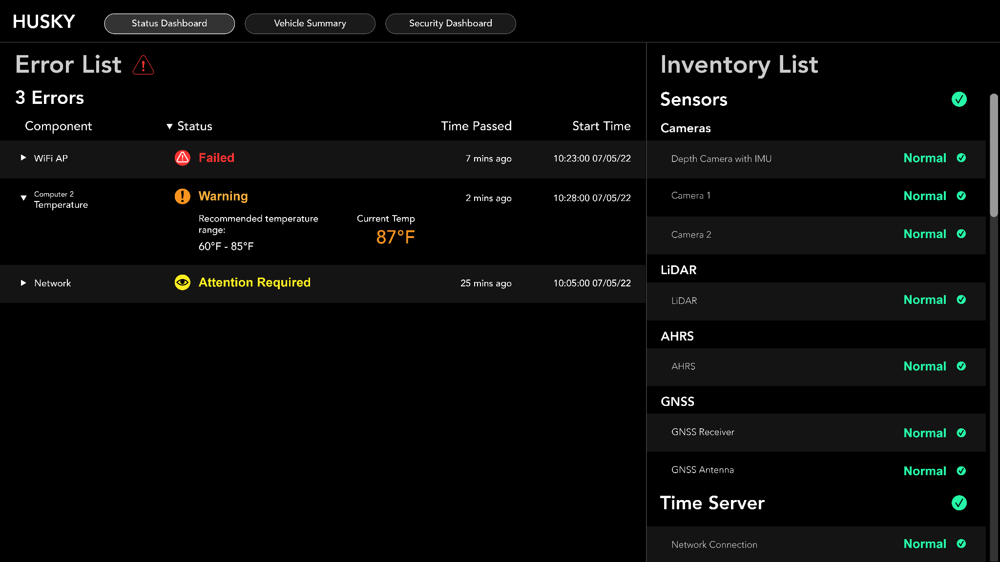 HUSKY
Status Dashboard
Vehicle Summary
Security Dashboard
Error List
3 Errors
Component
Status
Time Passed
Start Time
WiFi AP
Failed
7 mins ago
10:23:00 07/05/22
Computer 2
Temperature
Warning
2 mins ago
10:28:00 07/05/22
Recommended temperature
range:
60°F - 85°F
Current Temp
87°F
Network
Attention Required
25 mins ago
10:05:00 07/05/22
Inventory List
Sensors
Cameras
Depth Camera with IMU
Normal
Camera 1
Normal
Camera 2
Normal
LiDAR
LiDAR
Normal
AHRS
AHRS
Normal
GNSS
GNSS Receiver
Normal
GNSS Antenna
Normal
Time Server
Network Connection
Normal